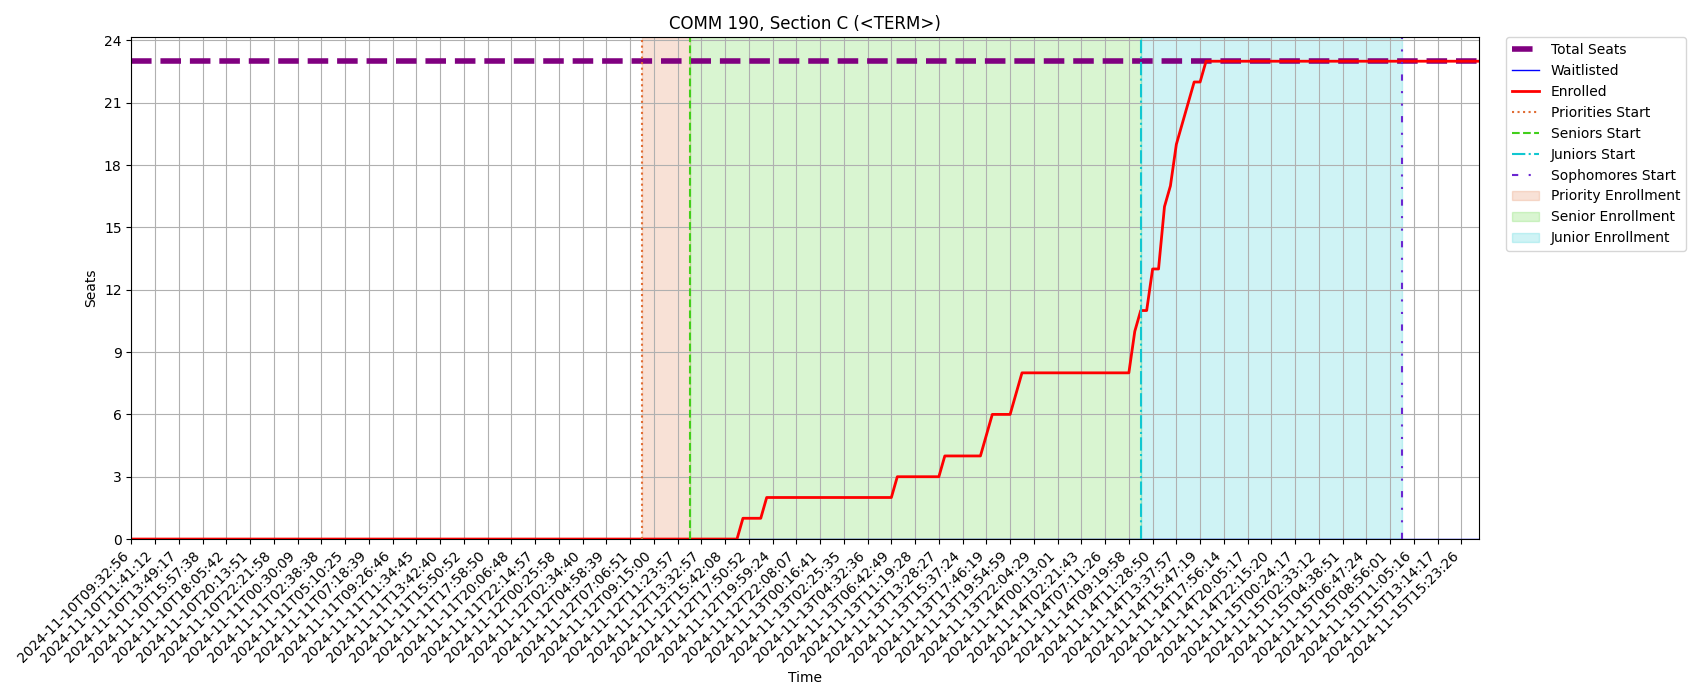 COMM 190, Section C (<TERM>)
24
21
18
15
12
9
6
3
0
Seats
2024-11-10T09:32:56
2024-11-10T11:41:12
2024-11-10T13:49:17
2024-11-10T15:57:38
2024-11-10T18:05:42
2024-11-10T20:13:51
2024-11-10T22:21:58
2024-11-11T00:30:09
2024-11-11T02:38:38
2024-11-11T05:10:25
2024-11-11T07:18:39
2024-11-11T09:26:46
2024-11-11T11:34:45
2024-11-11T13:42:40
2024-11-11T15:50:52
2024-11-11T17:58:50
2024-11-11T20:06:48
2024-11-11T22:14:57
2024-11-12T00:25:58
2024-11-12T02:34:40
2024-11-12T04:58:39
2024-11-12T07:06:51
2024-11-12T09:15:00
2024-11-12T11:23:57
2024-11-12T13:32:57
2024-11-12T15:42:08
2024-11-12T17:50:52
2024-11-12T19:59:24
2024-11-12T22:08:07
2024-11-13T00:16:41
2024-11-13T02:25:35
2024-11-13T04:32:36
2024-11-13T06:42:49
2024-11-13T11:19:28
2024-11-13T13:28:27
2024-11-13T15:37:24
2024-11-13T17:46:19
2024-11-13T19:54:59
2024-11-13T22:04:29
2024-11-14T00:13:01
2024-11-14T02:21:43
2024-11-14T07:11:26
2024-11-14T09:19:58
2024-11-14T11:28:50
2024-11-14T13:37:57
2024-11-14T15:47:19
2024-11-14T17:56:14
2024-11-14T20:05:17
2024-11-14T22:15:20
2024-11-15T00:24:17
2024-11-15T02:33:12
2024-11-15T04:38:51
2024-11-15T06:47:24
2024-11-15T08:56:01
2024-11-15T11:05:16
2024-11-15T13:14:17
2024-11-15T15:23:26
Time
Total Seats
Waitlisted
Enrolled
Priorities Start
Seniors Start
Juniors Start
Sophomores Start
Priority Enrollment
Senior Enrollment
Junior Enrollment